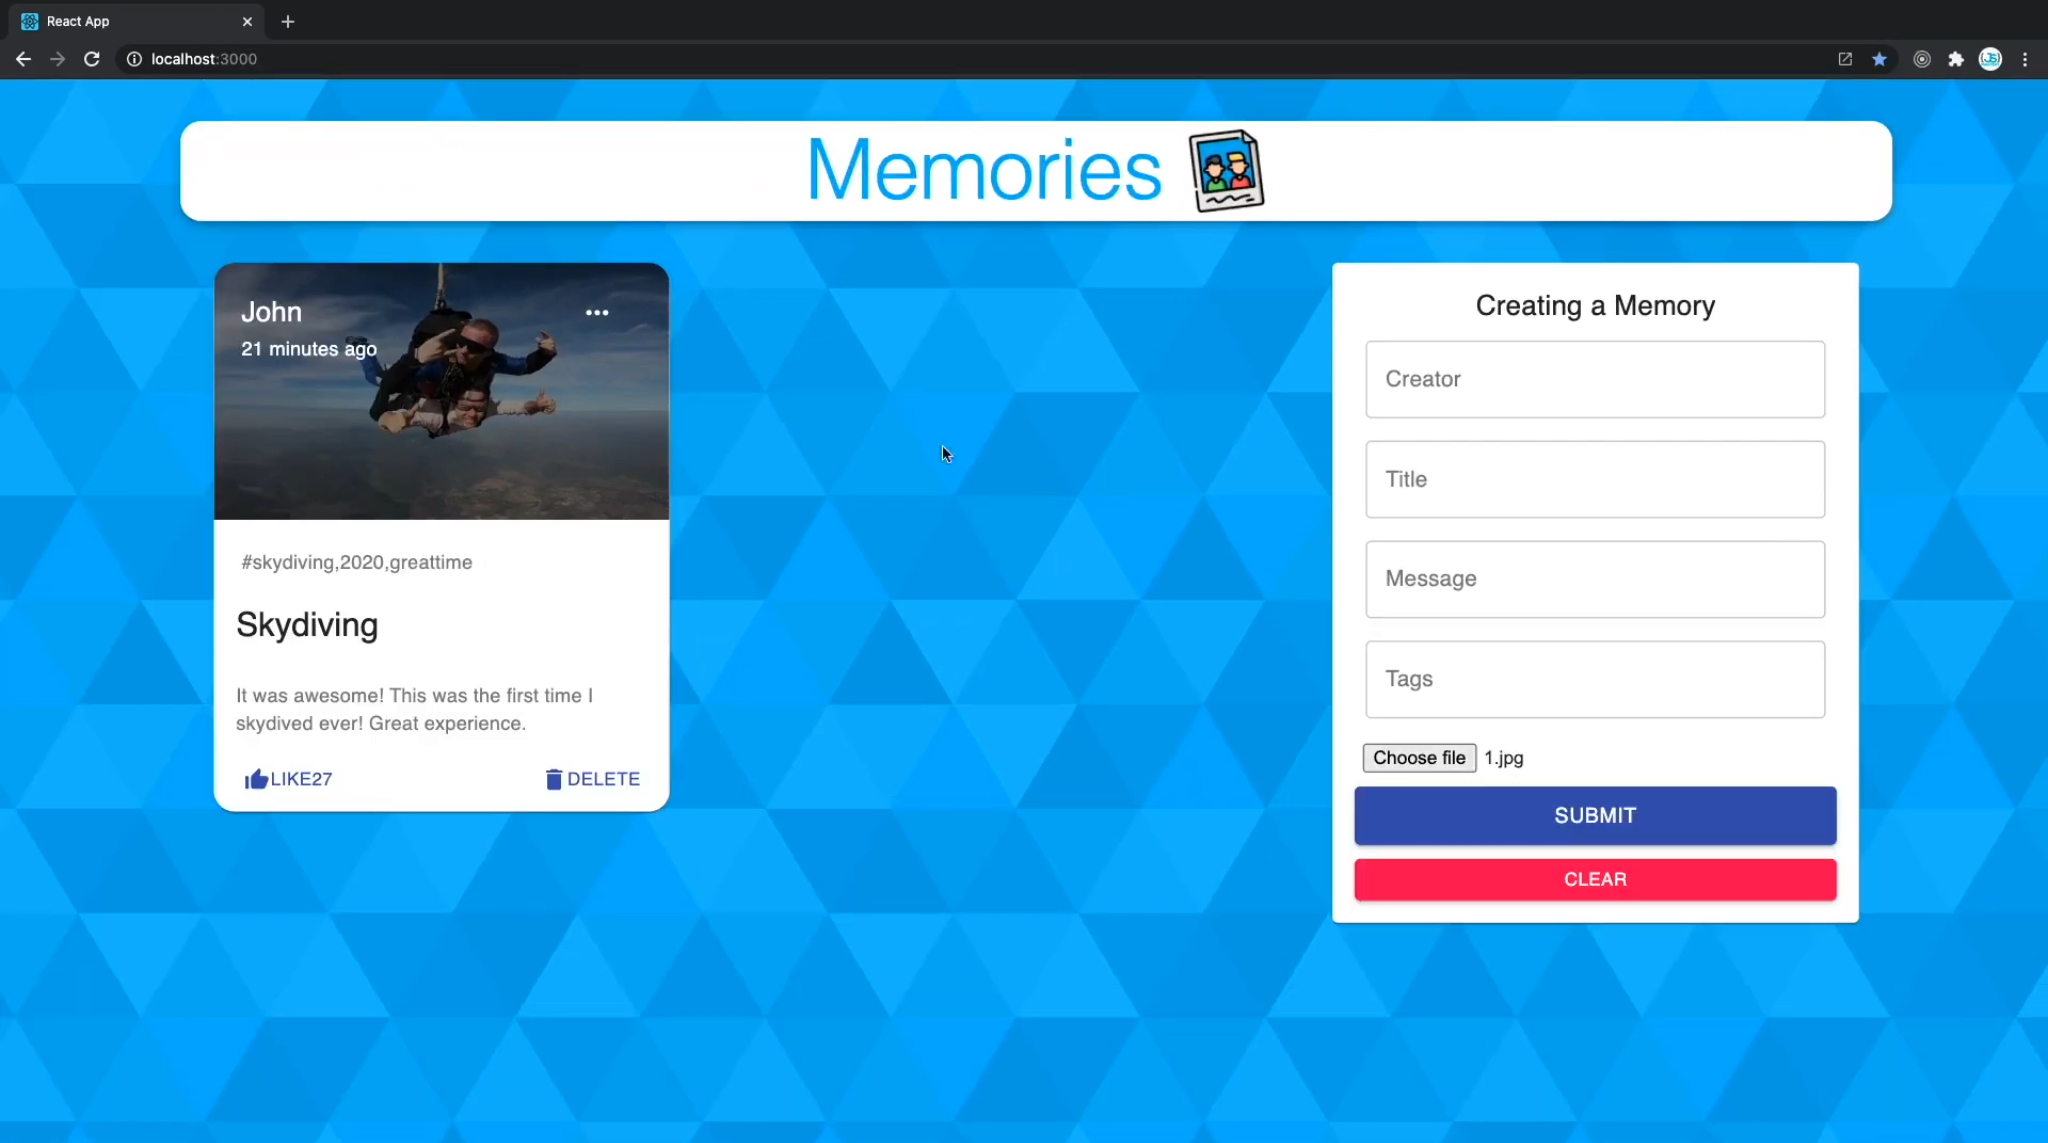 React App
localhost:3000
Memories
John
21 minutes ago
#skydiving,2020,greattime
Skydiving
It was awesome! This was the first time I
skydived ever! Great experience.
LIKE27
DELETE
Creating a Memory
Creator
Title
Message
Tags
Choose file 1.jpg
SUBMIT
CLEAR